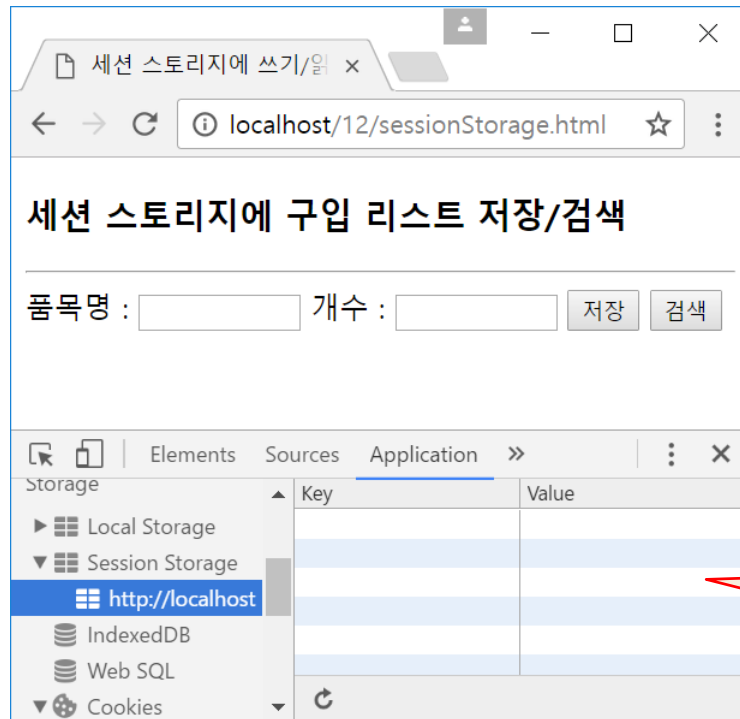 세션 스토리지에 쓰기/읽
localhost/12/sessionStorage.html
세션 스토리지에 구입 리스트 저장/검색
품목명 : 개수 : 저장 검색
Elements Sources Application »
Storage
Key Value
Local Storage
Session Storage
http://localhost
IndexedDB
Web SQL
Cookies